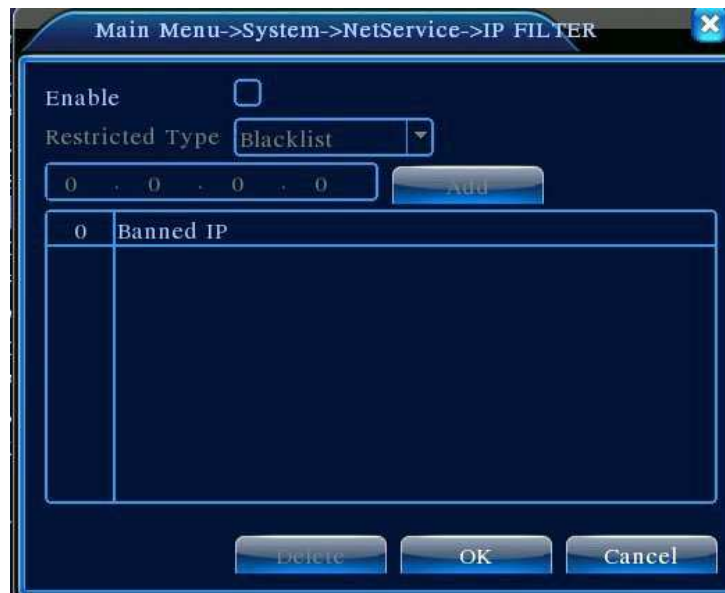 Main Menu->System->NetService->IP FILTER
Enable
Restricted Type Blacklist
0 . 0 . 0 . 0 Add
0 Banned IP
Delete OK Cancel